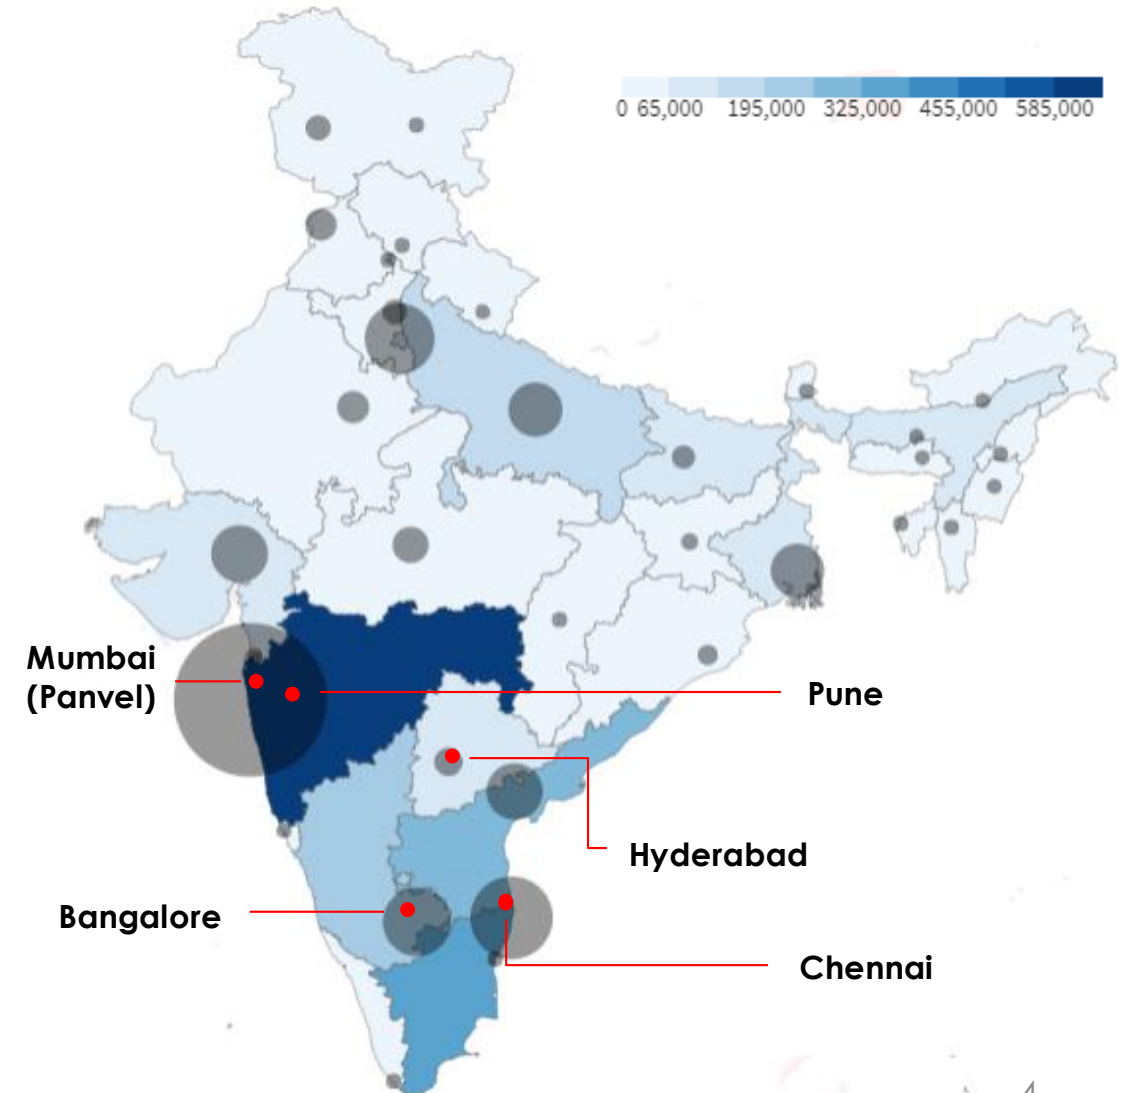 0 65,000 195,000 325,000 455,000 585,000
Mumbai
(Panvel)
Pune
Hyderabad
Bangalore
Chennai